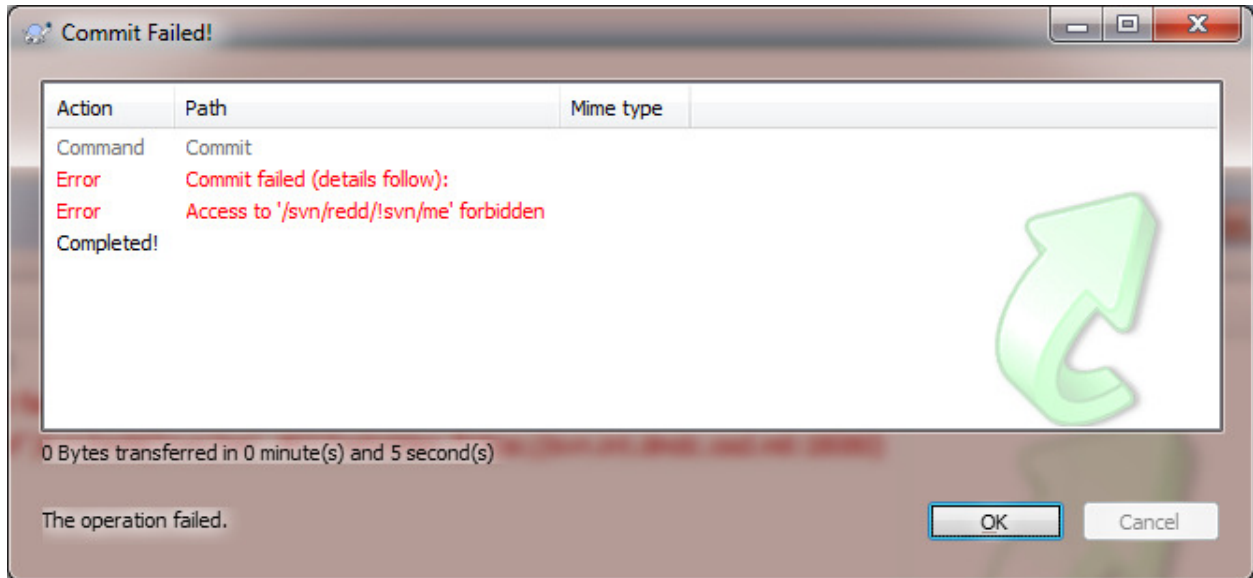 Commit Failed!
Action Path Mime type
Command Commit
Error Commit failed (details follow):
Error Access to '/svn/redd/!svn/me' forbidden
Completed!
0 Bytes transferred in 0 minute(s) and 5 second(s)
The operation failed.
OK Cancel